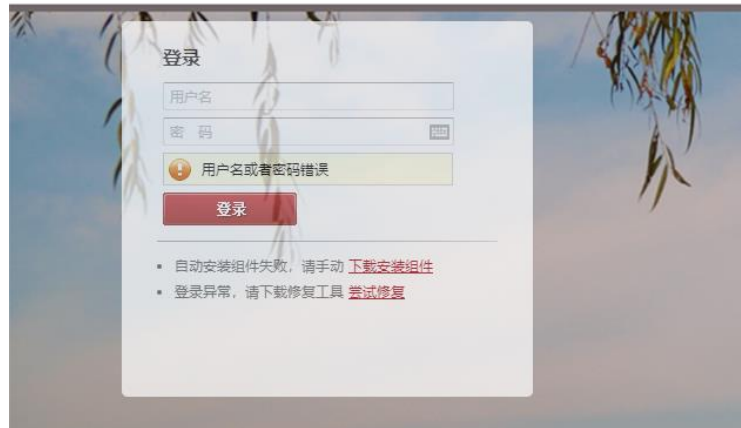 登录
用户名
密 码
用户名或者密码错误
登录
自动安装组件失败，请手动 下载安装组件
登录异常，请下载修复工具 尝试修复